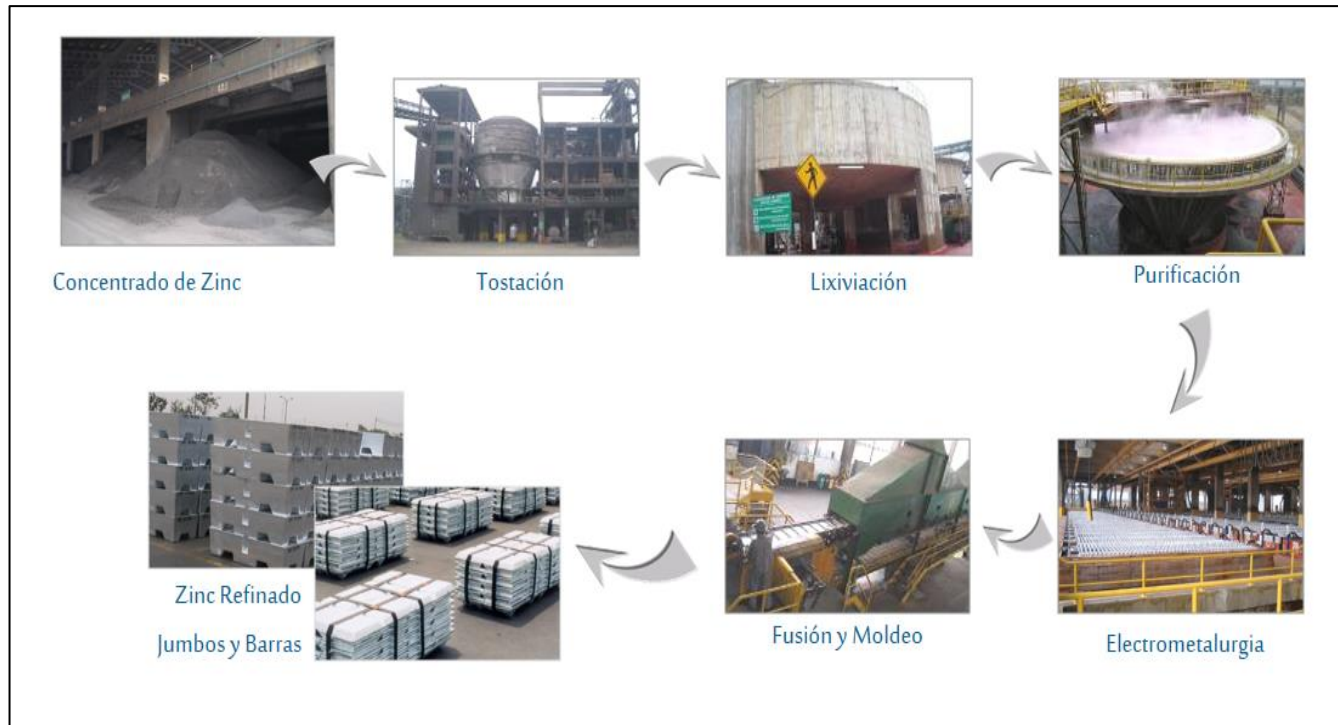 Concentrado de Zinc
Tostación
Lixiviación
Purificación
Electrometalurgia
Fusión y Moldeo
Zinc Refinado
Jumbos y Barras